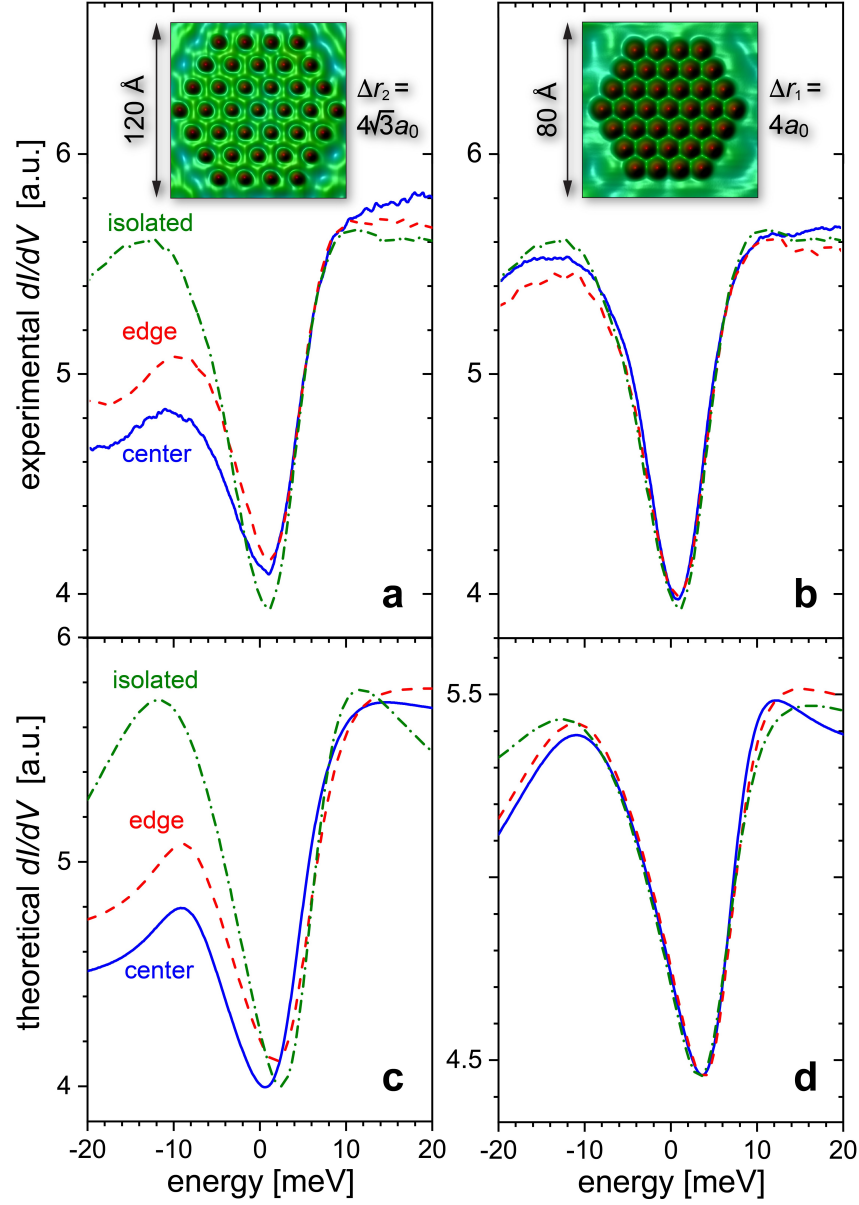 120 Å
Δr₂ =
4√3a₀
80 Å
Δr₁ =
4a₀
experimental dI/dV [a.u.]
6
5
4
isolated
edge
center
a
6
5
4
b
theoretical dI/dV [a.u.]
6
5
4
isolated
edge
center
c
-20 -10 0 10 20
energy [meV]
5.5
4.5
d
-20 -10 0 10 20
energy [meV]